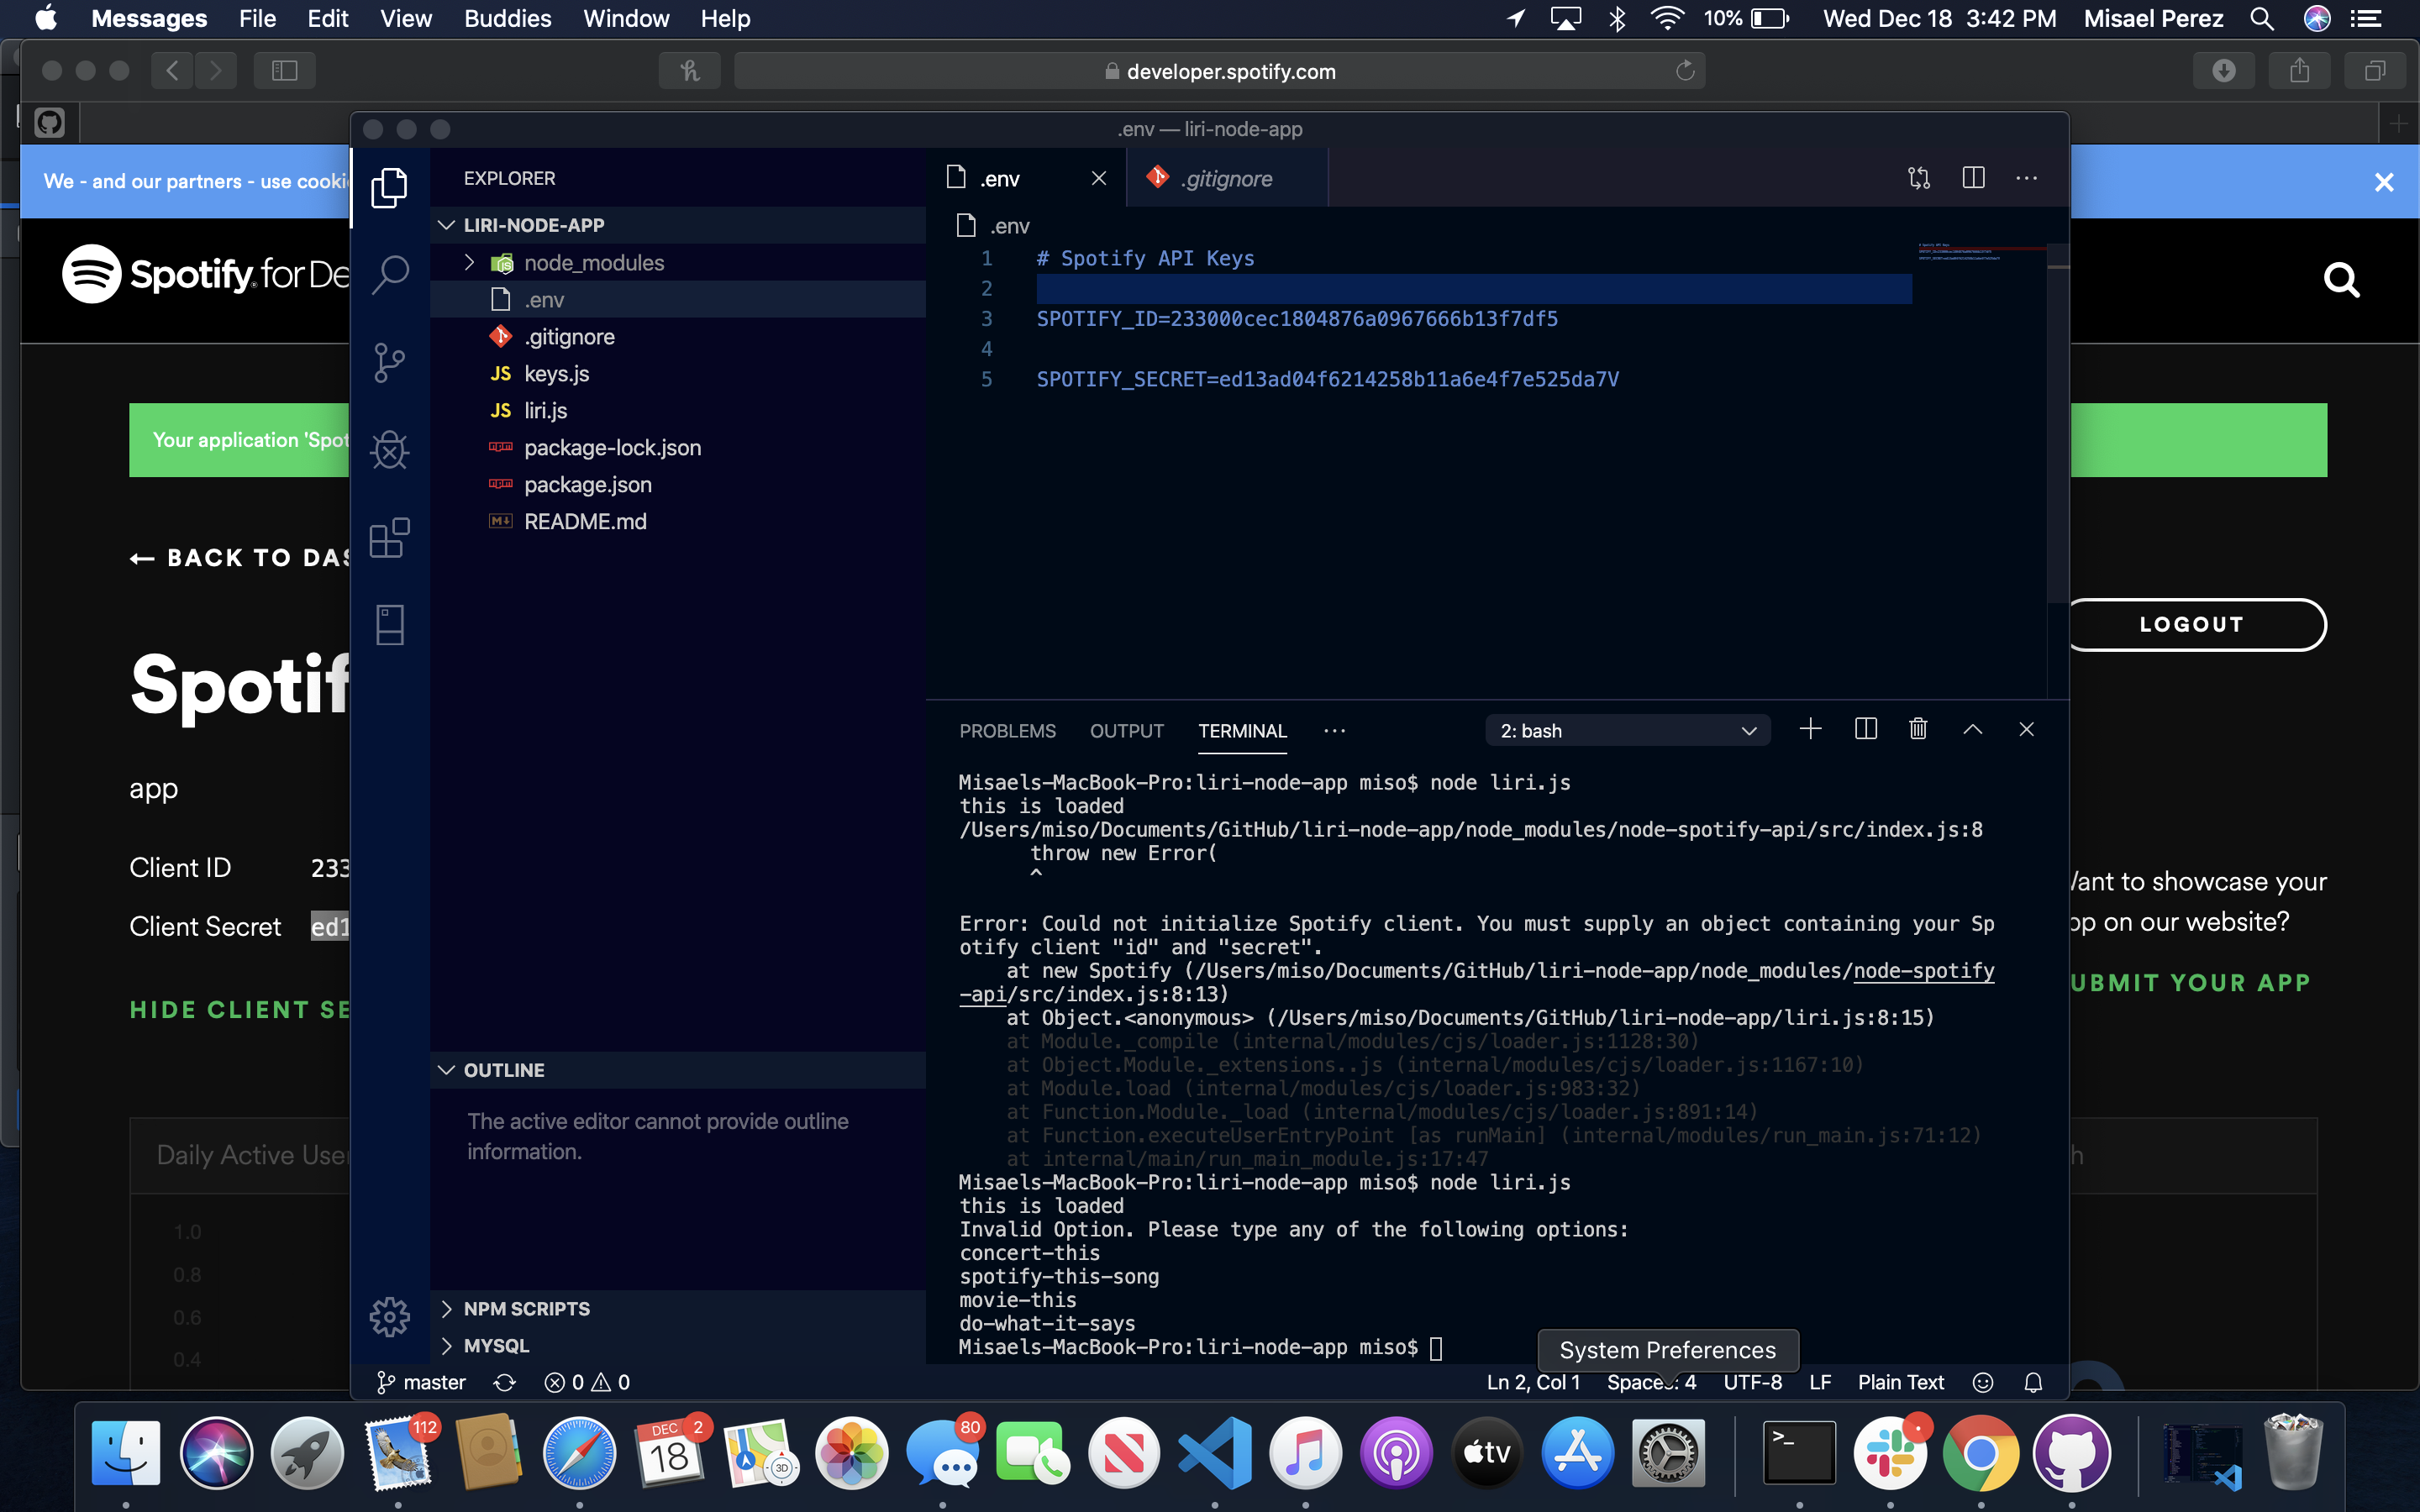 Messages File Edit View Buddies Window Help 10% Wed Dec 18 3:42 PM Misael Perez
developer.spotify.com
.env — liri-node-app
We - and our partners - use
Spotify for
Your application
← BACK TO
app
Client ID 233
Client Secret ed1
HIDE CLIENT
Daily Active
1.0
0.8
0.6
0.4
EXPLORER
LIRI-NODE-APP
node_modules
.env
.gitignore
JS keys.js
JS liri.js
package-lock.json
package.json
README.md
OUTLINE
The active editor cannot provide outline
information.
NPM SCRIPTS
MYSQL
.env .gitignore
.env
1 # Spotify API Keys
2
3 SPOTIFY_ID=233000cec1804876a0967666b13f7df5
4
5 SPOTIFY_SECRET=ed13ad04f6214258b11a6e4f7e525da7V
PROBLEMS OUTPUT TERMINAL ··· 2: bash
Misaels-MacBook-Pro:liri-node-app miso$ node liri.js
this is loaded
/Users/miso/Documents/GitHub/liri-node-app/node_modules/node-spotify-api/src/index.js:8
throw new Error(
^
Error: Could not initialize Spotify client. You must supply an object containing your Sp
otify client "id" and "secret".
at new Spotify (/Users/miso/Documents/GitHub/liri-node-app/node_modules/node-spotify
-api/src/index.js:8:13)
at Object.<anonymous> (/Users/miso/Documents/GitHub/liri-node-app/liri.js:8:15)
at Module._compile (internal/modules/cjs/loader.js:1128:30)
at Object.Module._extensions..js (internal/modules/cjs/loader.js:1167:10)
at Module.load (internal/modules/cjs/loader.js:983:32)
at Function.Module._load (internal/modules/cjs/loader.js:891:14)
at Function.executeUserEntryPoint [as runMain] (internal/modules/run_main.js:71:12)
at internal/main/run_main_module.js:17:47
Misaels-MacBook-Pro:liri-node-app miso$ node liri.js
this is loaded
Invalid Option. Please type any of the following options:
concert-this
spotify-this-song
movie-this
do-what-it-says
Misaels-MacBook-Pro:liri-node-app miso$
System Preferences
master 0 0 Ln 2, Col 1 Spaces: 4 UTF-8 LF Plain Text
LOGOUT
to showcase your
on our website?
YOUR APP
112 DEC 18 2 3D 80 tv >_